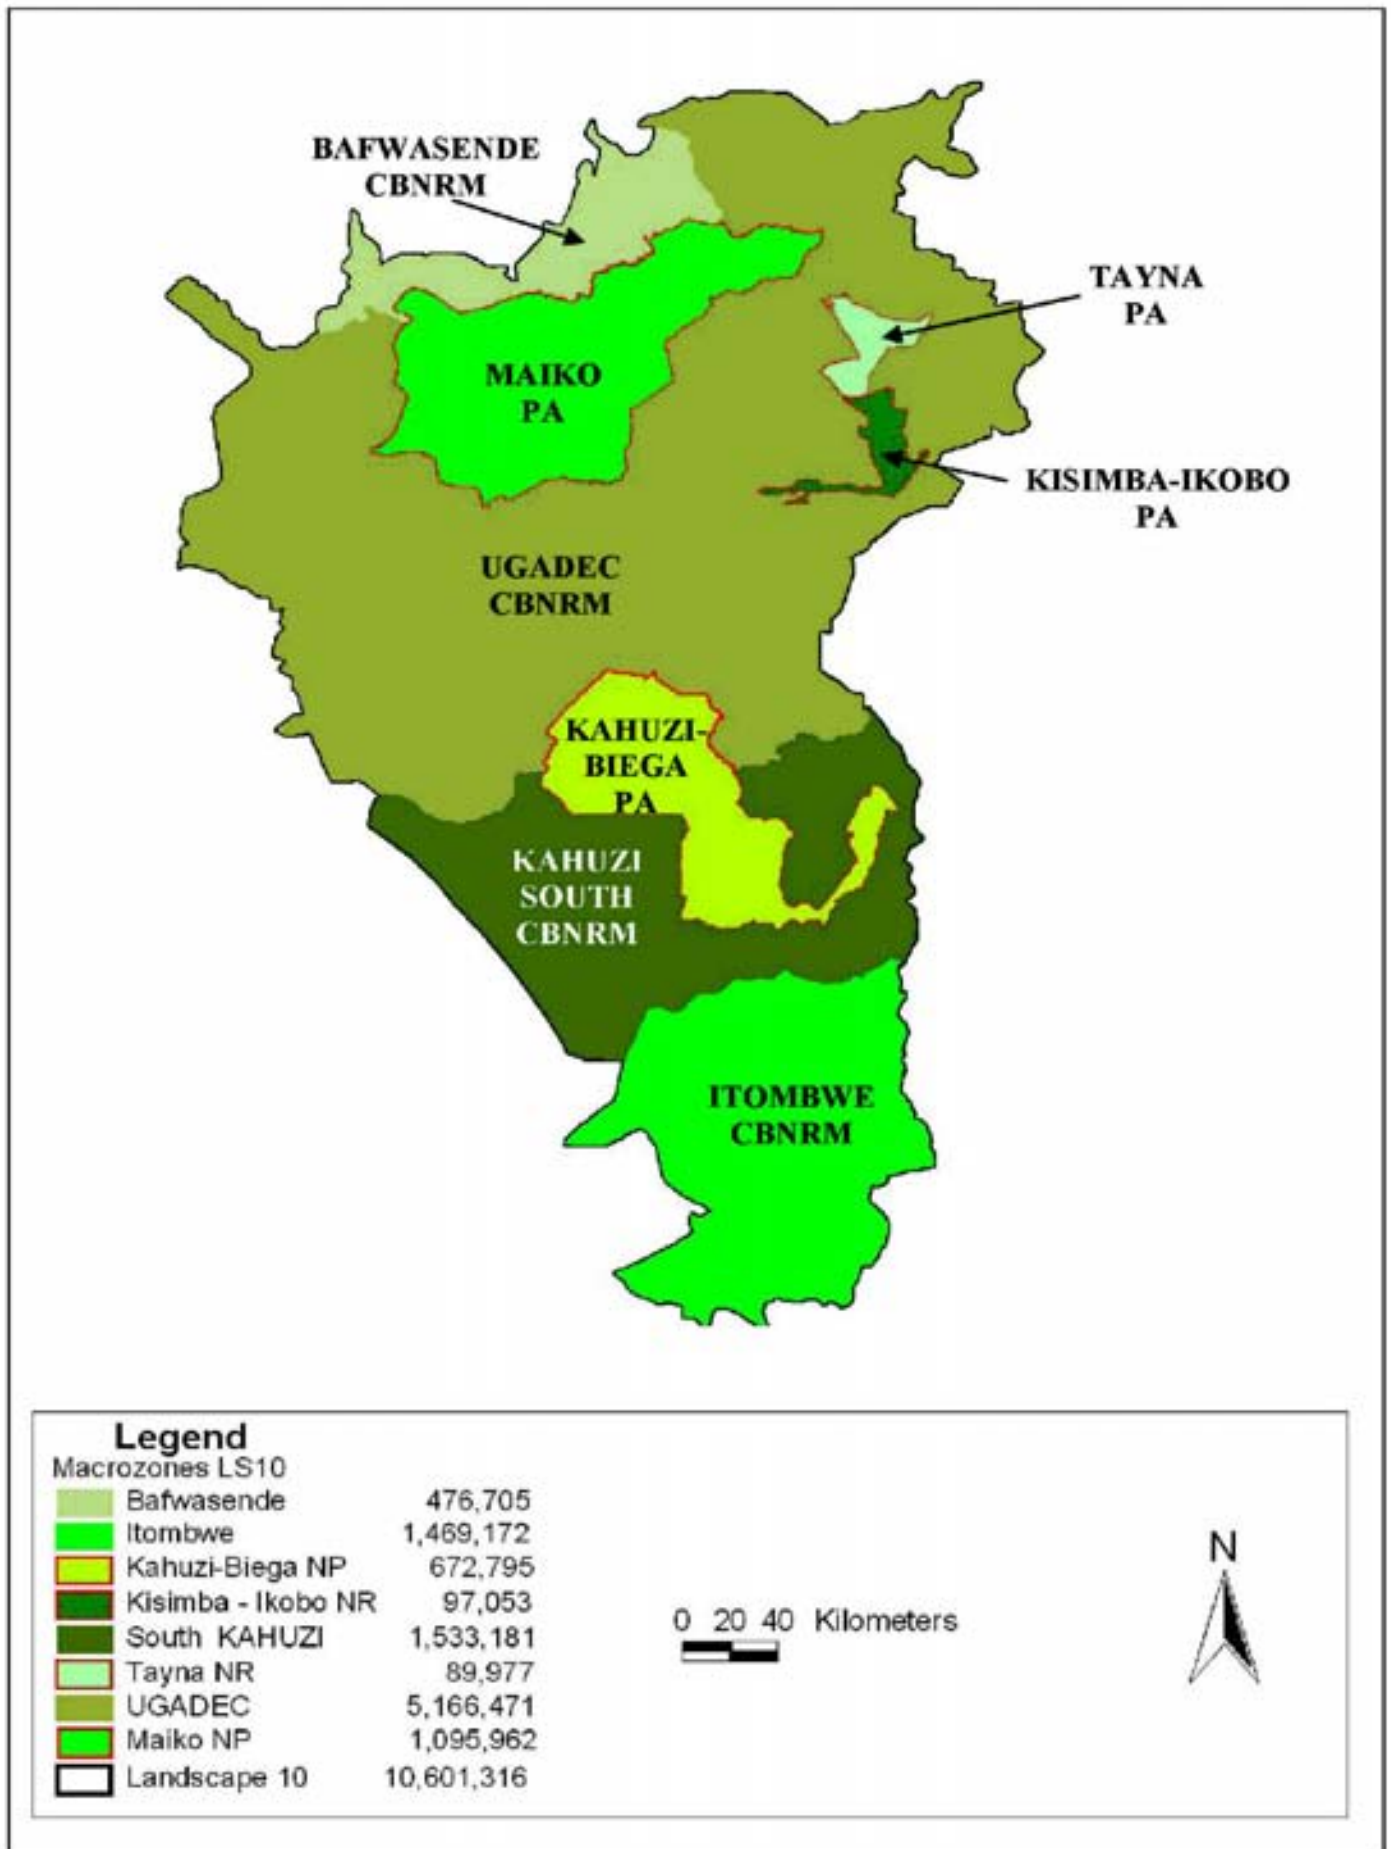 BAFWASENDE
CBNRM
TAYNA
PA
MAIKO
PA
KISIMBA-IKOBO
PA
UGADEC
CBNRM
KAHUZI-
BIEGA
PA
KAHUZI
SOUTH
CBNRM
ITOMBWE
CBNRM
Legend
Macrozones LS10
Bafwasende 476,705
Itombwe 1,469,172
Kahuzi-Biega NP 672,795
Kisimba - Ikobo NR 97,053
South KAHUZI 1,533,181
Tayna NR 89,977
UGADEC 5,166,471
Maiko NP 1,095,962
Landscape 10 10,601,316
0 20 40 Kilometers
N